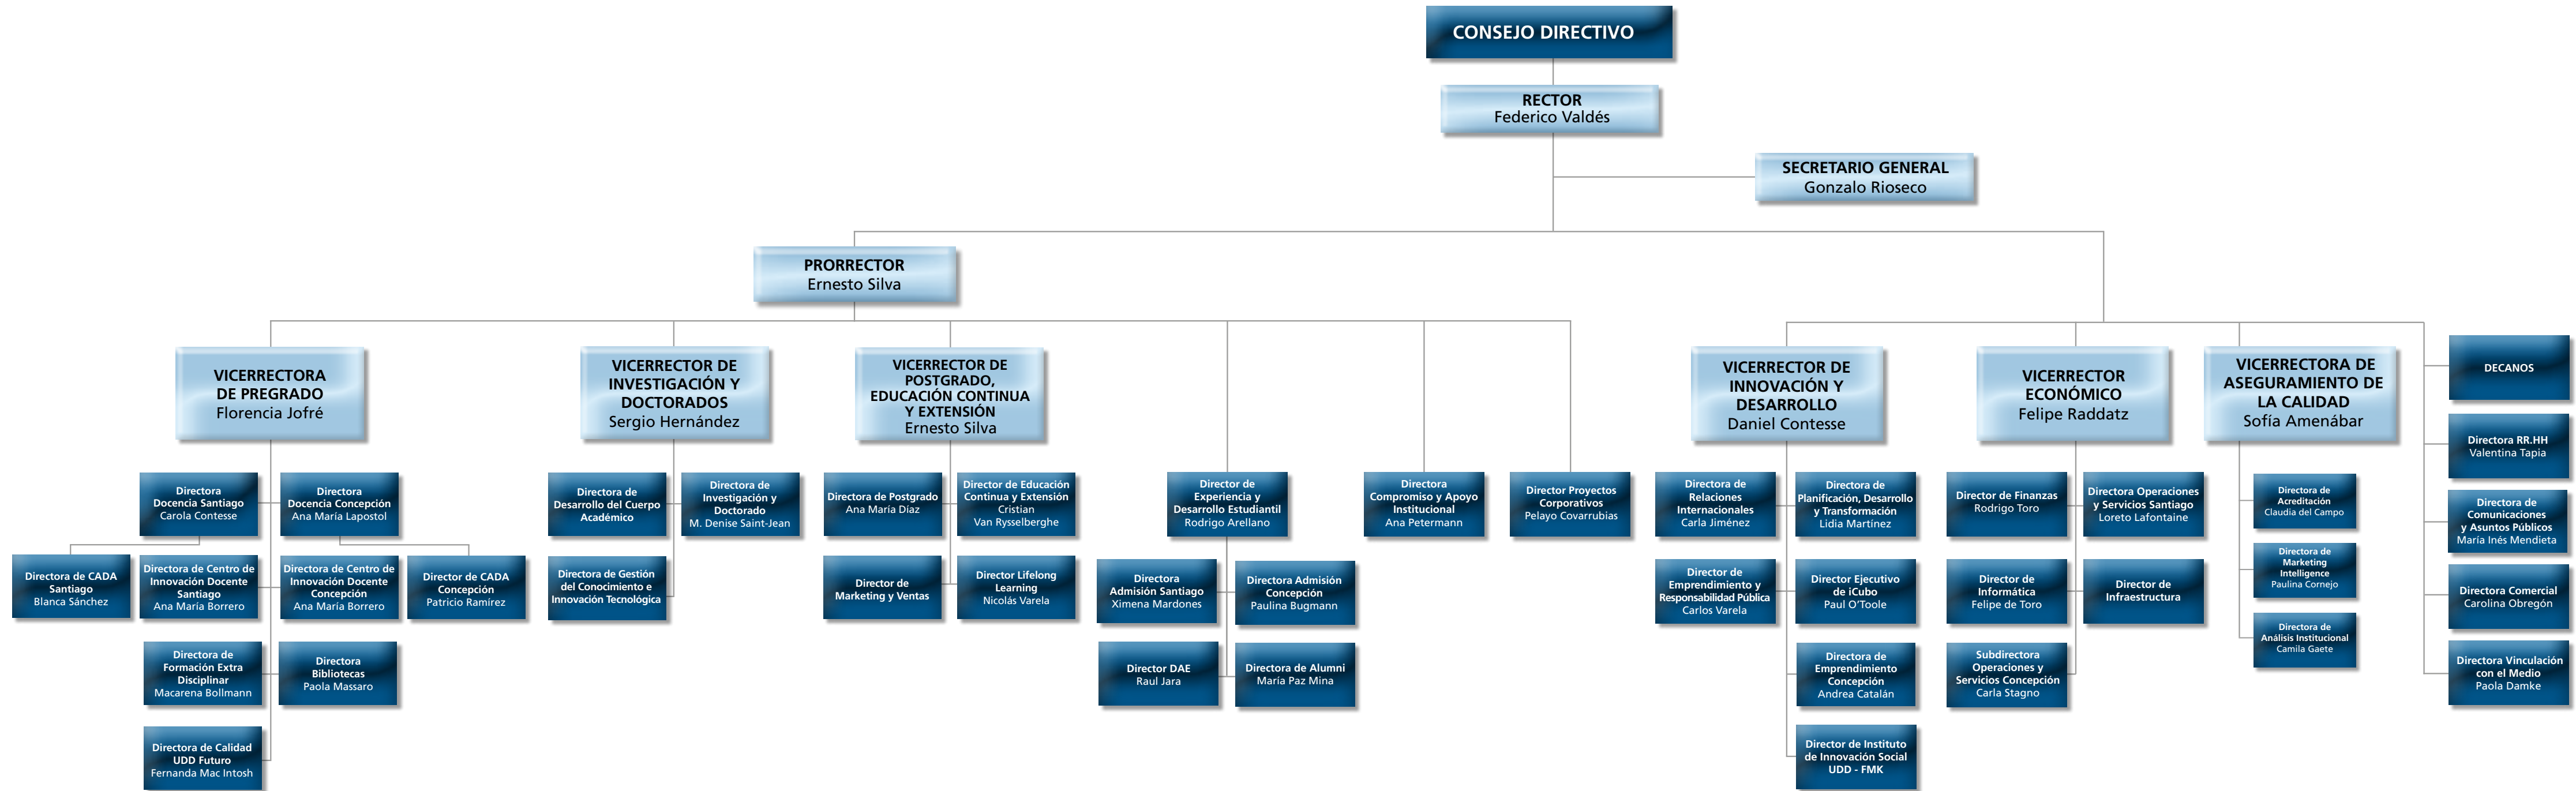 CONSEJO DIRECTIVO
RECTOR
Federico Valdés
SECRETARIO GENERAL
Gonzalo Rioseco
PRORRECTOR
Ernesto Silva
VICERRECTORA
DE PREGRADO
Florencia Jofré
VICERRECTOR DE
INVESTIGACIÓN Y
DOCTORADOS
Sergio Hernández
VICERRECTOR DE
POSTGRADO,
EDUCACIÓN CONTINUA
Y EXTENSIÓN
Ernesto Silva
VICERRECTOR DE
INNOVACIÓN Y
DESARROLLO
Daniel Contesse
VICERRECTOR
ECONÓMICO
Felipe Raddatz
VICERRECTORA DE
ASEGURAMIENTO DE
LA CALIDAD
Sofía Amenábar
DECANOS
Directora RR.HH
Valentina Tapia
Directora de
Comunicaciones
y Asuntos Públicos
María Inés Mendieta
Directora Comercial
Carolina Obregón
Directora Vinculación
con el Medio
Paola Damke
Directora
Docencia Santiago
Carola Contesse
Directora
Docencia Concepción
Ana María Lapostol
Directora de CADA
Santiago
Blanca Sánchez
Directora de Centro de
Innovación Docente
Santiago
Ana María Borrero
Directora de Centro de
Innovación Docente
Concepción
Ana María Borrero
Director de CADA
Concepción
Patricio Ramírez
Directora de
Formación Extra
Disciplinar
Macarena Bollmann
Directora
Bibliotecas
Paola Massaro
Directora de Calidad
UDD Futuro
Fernanda Mac Intosh
Directora de
Desarrollo del Cuerpo
Académico
Directora de
Investigación y
Doctorado
M. Denise Saint-Jean
Directora de Gestión
del Conocimiento e
Innovación Tecnológica
Directora de Postgrado
Ana María Díaz
Director de Educación
Continua y Extensión
Cristian
Van Rysselberghe
Director de
Marketing y Ventas
Director Lifelong
Learning
Nicolás Varela
Director de
Experiencia y
Desarrollo Estudiantil
Rodrigo Arellano
Directora
Admisión Santiago
Ximena Mardones
Directora Admisión
Concepción
Paulina Bugmann
Director DAE
Raul Jara
Directora de Alumni
María Paz Mina
Directora
Compromiso y Apoyo
Institucional
Ana Petermann
Director Proyectos
Corporativos
Pelayo Covarrubias
Directora de
Relaciones
Internacionales
Carla Jiménez
Directora de
Planificación, Desarrollo
y Transformación
Lidia Martínez
Director de
Emprendimiento y
Responsabilidad Pública
Carlos Varela
Director Ejecutivo
de iCubo
Paul O’Toole
Directora de
Emprendimiento
Concepción
Andrea Catalán
Director de Instituto
de Innovación Social
UDD - FMK
Director de Finanzas
Rodrigo Toro
Directora Operaciones
y Servicios Santiago
Loreto Lafontaine
Director de
Informática
Felipe de Toro
Director de
Infraestructura
Subdirectora
Operaciones y
Servicios Concepción
Carla Stagno
Directora de
Acreditación
Claudia del Campo
Directora de
Marketing
Intelligence
Paulina Cornejo
Directora de
Análisis Institucional
Camila Gaete